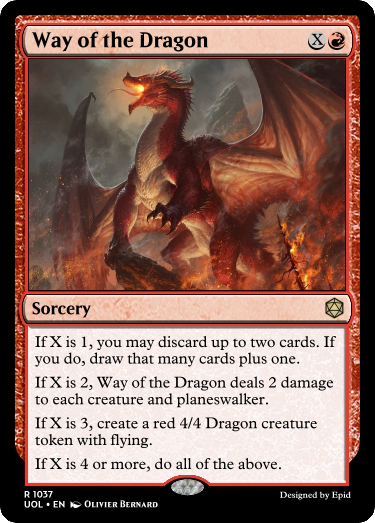 Way of the Dragon X
Sorcery
If X is 1, you may discard up to two cards. If
you do, draw that many cards plus one.
If X is 2, Way of the Dragon deals 2 damage
to each creature and planeswalker.
If X is 3, create a red 4/4 Dragon creature
token with flying.
If X is 4 or more, do all of the above.
R 1037
UOL • EN Olivier Bernard
Designed by Epid